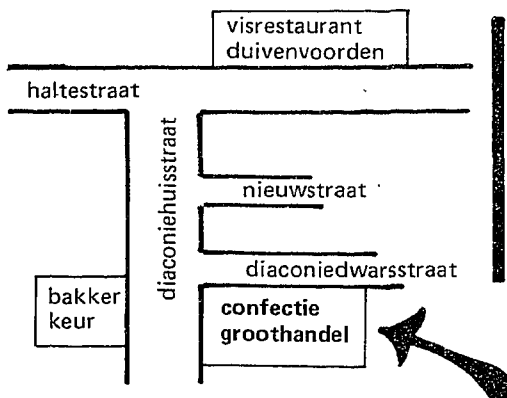 visrestaurant
duivenvoorden
haltestraat
diaconiehuisstraat
nieuwstraat
diaconiedwarsstraat
bakker
keur
confectie
groothandel